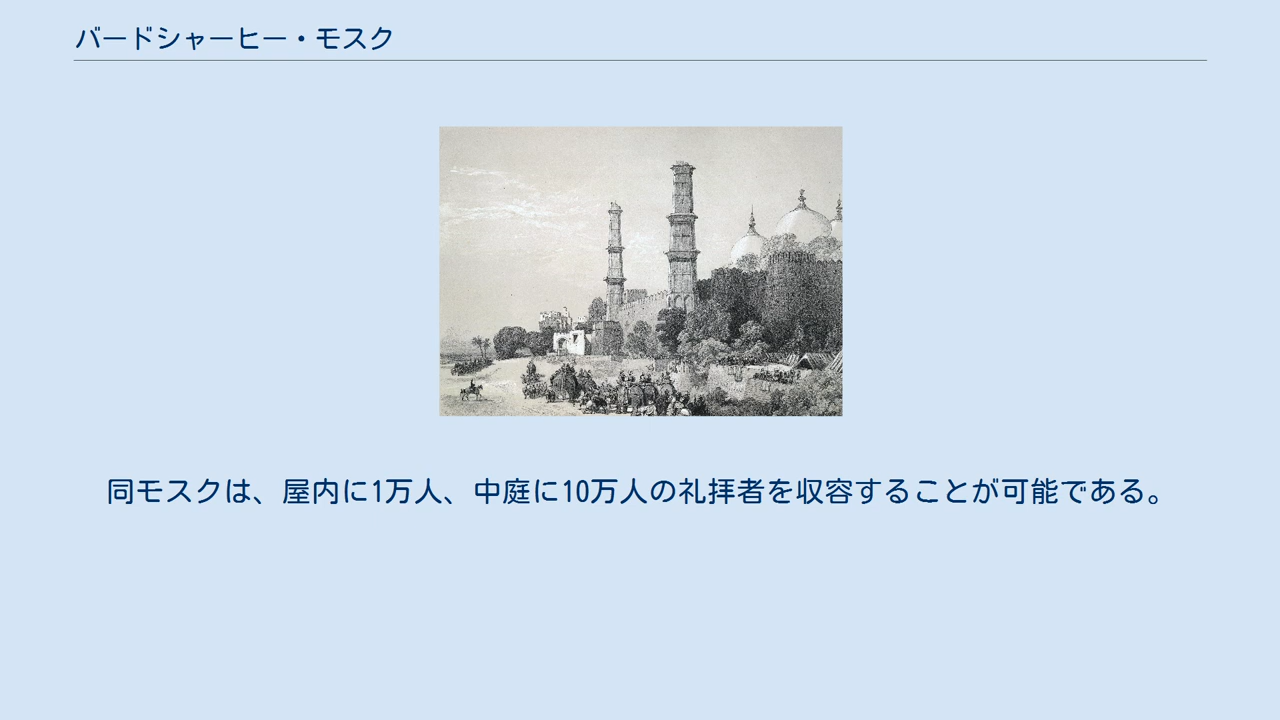 バードシャーヒー・モスク
同モスクは、屋内に1万人、中庭に10万人の礼拝者を収容することが可能である。